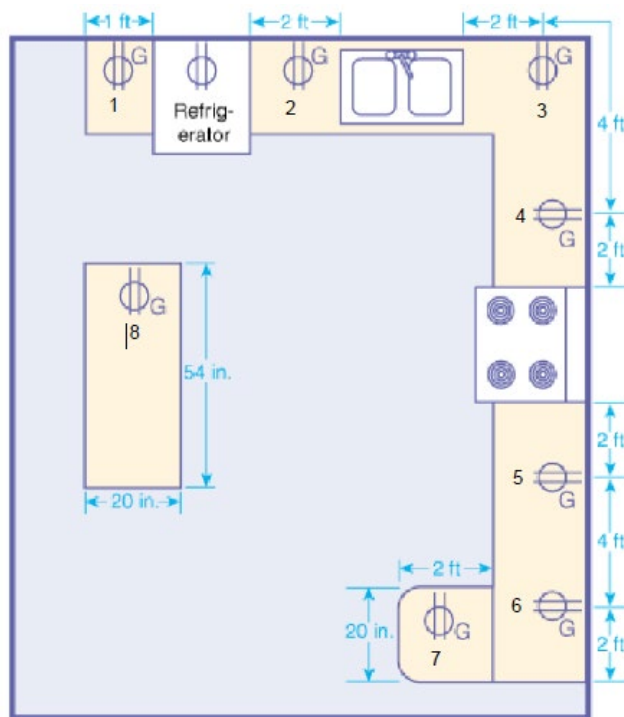 1 ft
2 ft
2 ft
G
G
G
1
Refrig-
erator
2
3
4 ft
4
G
2 ft
G
8
54 in.
20 in.
2 ft
5
G
4 ft
2 ft
6
G
20 in.
G
7
2 ft